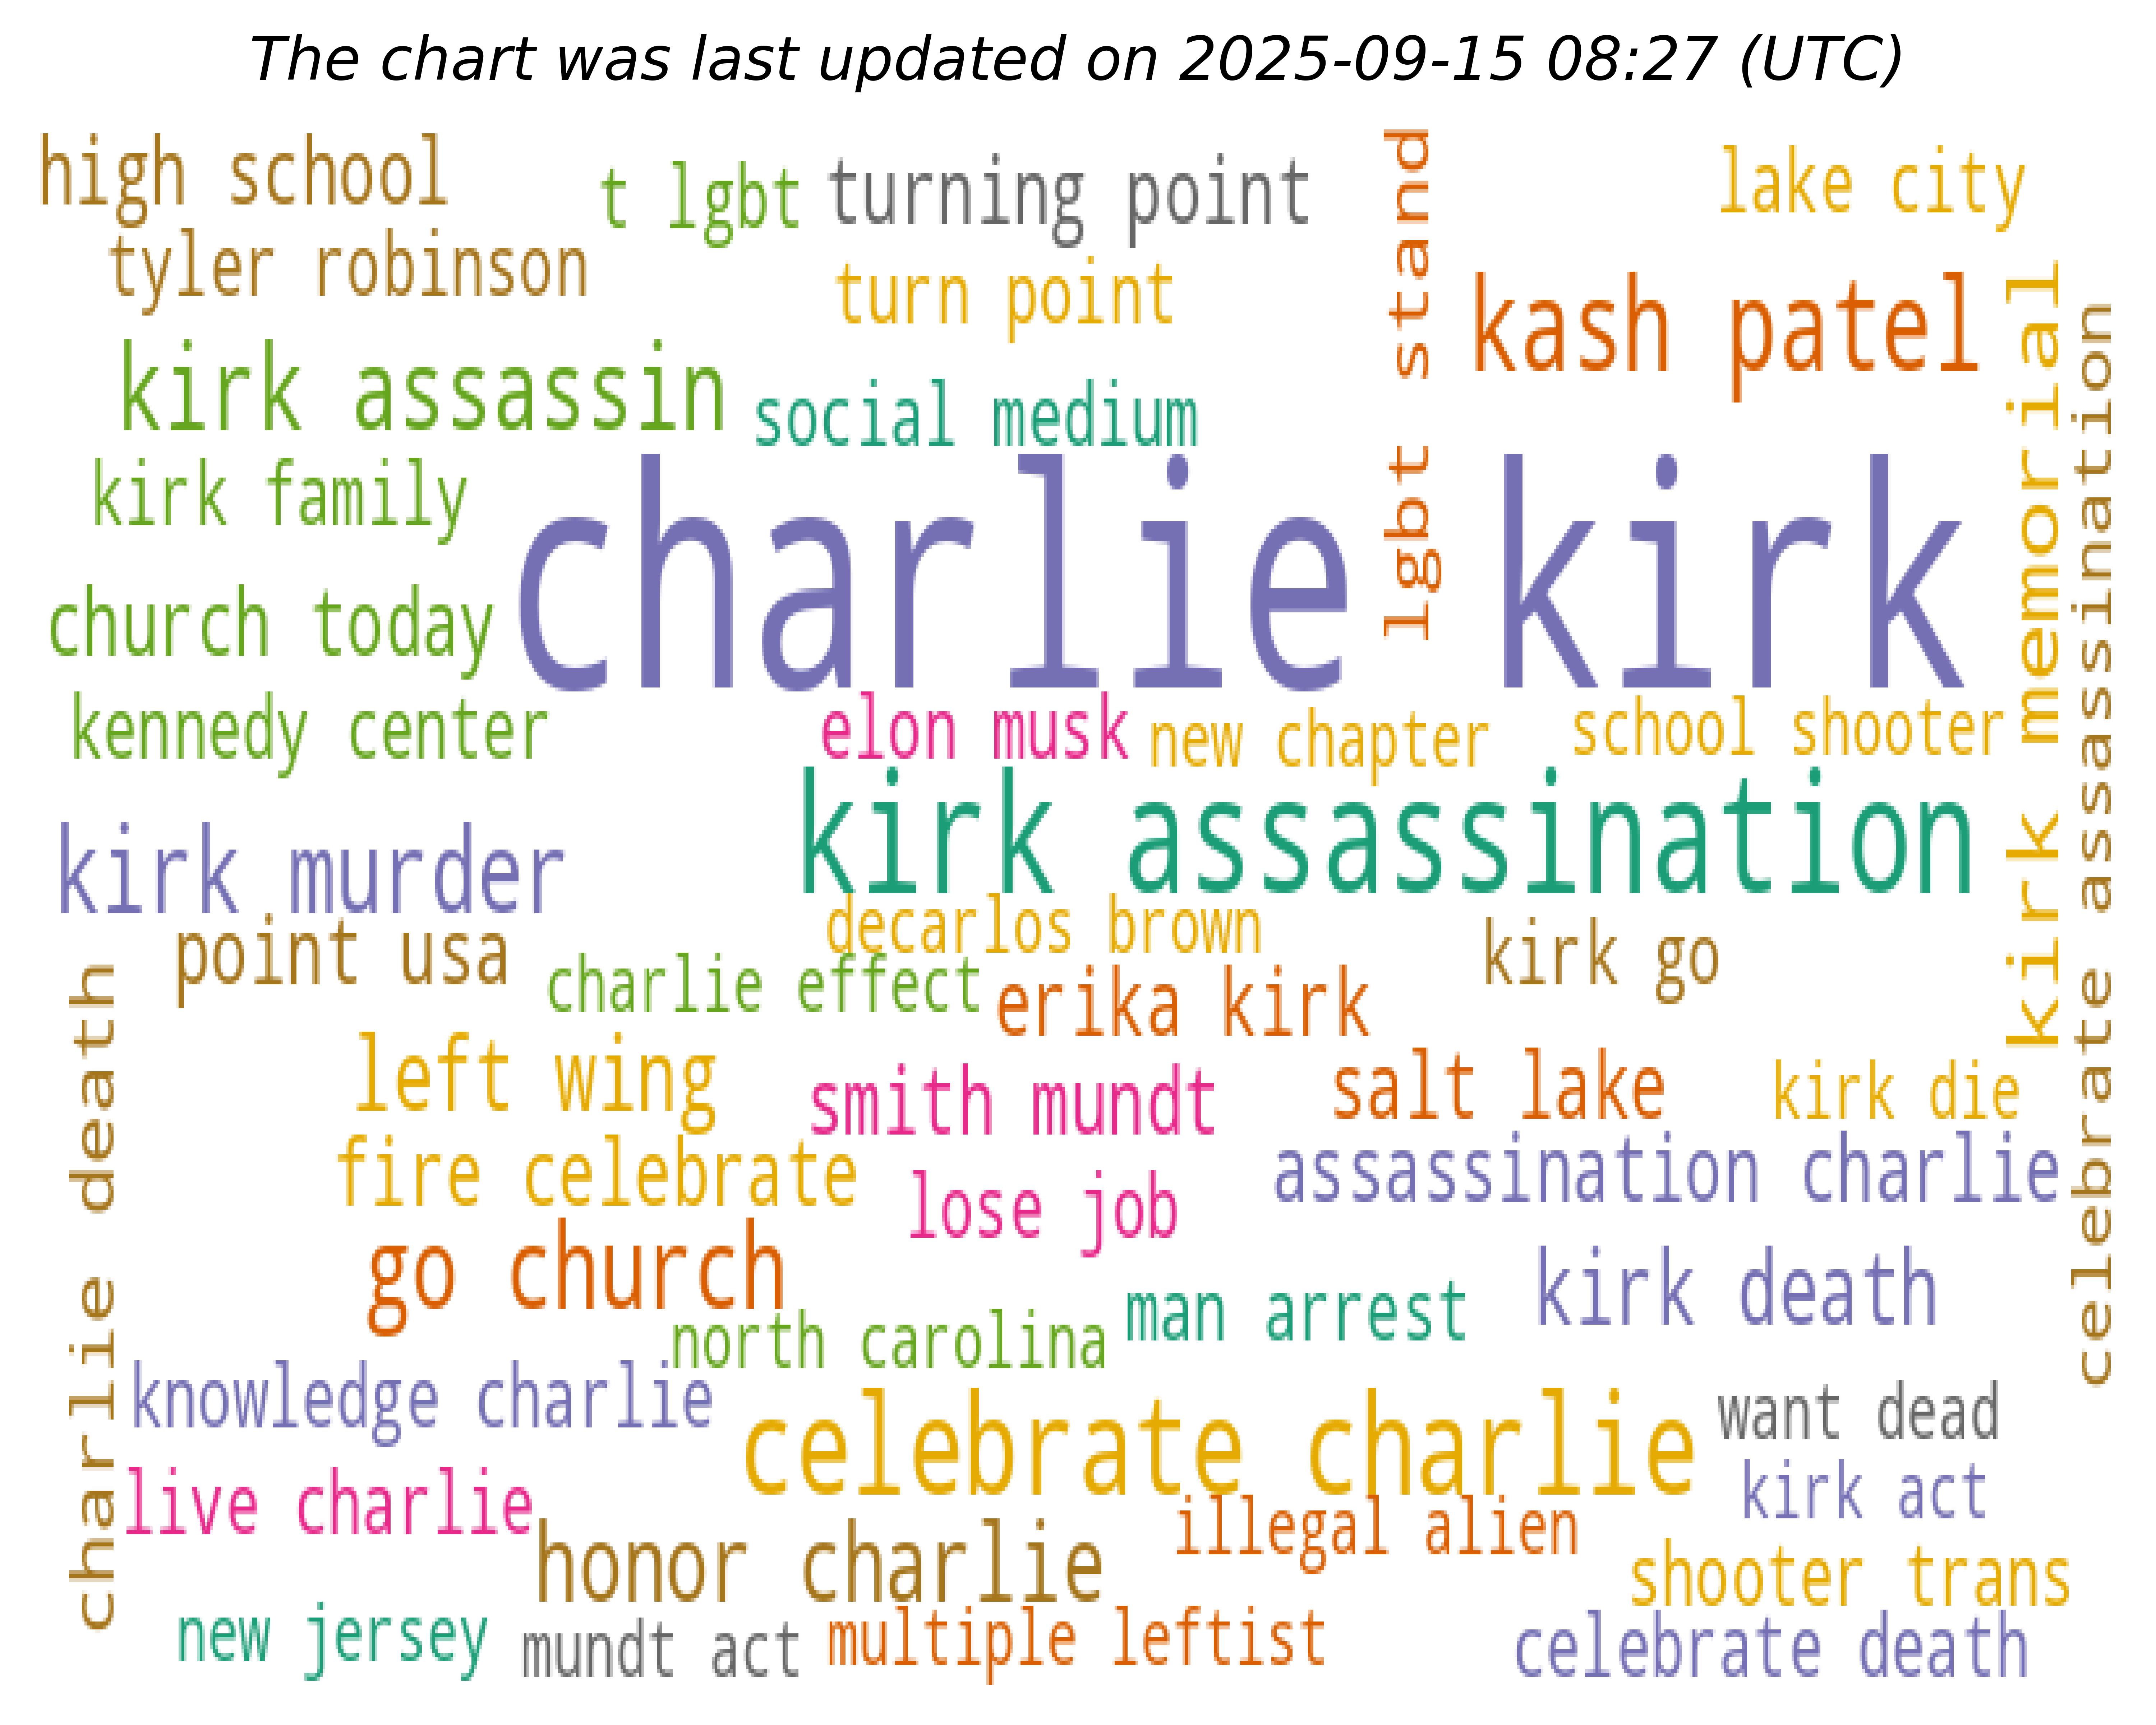 The chart was last updated on 2025-09-15 08:27 (UTC)
high school
t lgbt
turning point
lgbt stand
lake city
tyler robinson
turn point
kash patel
kirk memorial
celebrate assassination
kirk assassin
social medium
kirk family
charlie kirk
church today
kennedy center
elon musk
new chapter
school shooter
kirk assassination
kirk murder
decarlos brown
point usa
kirk go
charlie effect
erika kirk
charlie death
left wing
smith mundt
salt lake
kirk die
fire celebrate
assassination charlie
lose job
go church
kirk death
man arrest
north carolina
knowledge charlie
celebrate charlie
want dead
live charlie
kirk act
illegal alien
honor charlie
shooter trans
new jersey
mundt act
multiple leftist
celebrate death